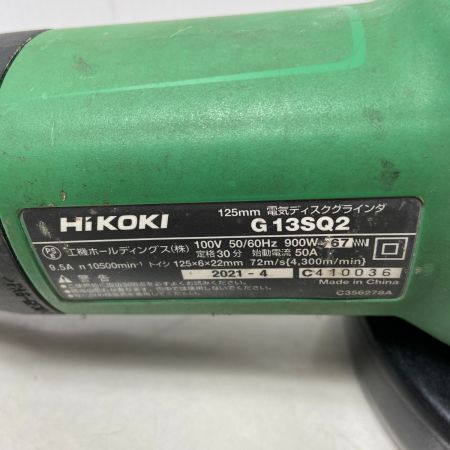 125mm 電気ディスクグラインダ
HiKOKI G13SQ2
PS E 工機ホールディングス(株) 100V 50/60Hz 900W
定格30分 始動電流 50A
9.5A n 10500min⁻¹ トイシ 125×6×22mm 72m/s{4,300m/min}
2021 - 4 C410036
Made in China
警告
C356278A